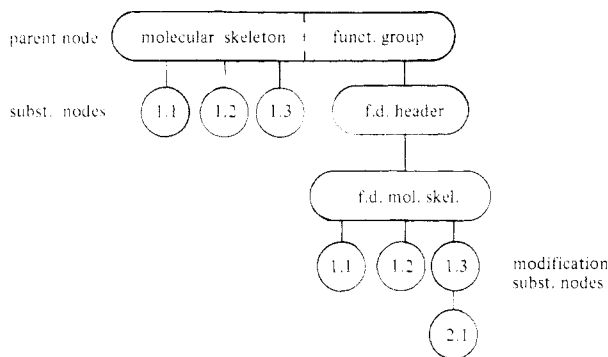 parent node molecular skeleton funct. group
subst. nodes 1.1 1.2 1.3 f.d. header
f.d. mol. skel.
1.1 1.2 1.3 modification
subst. nodes
2.1